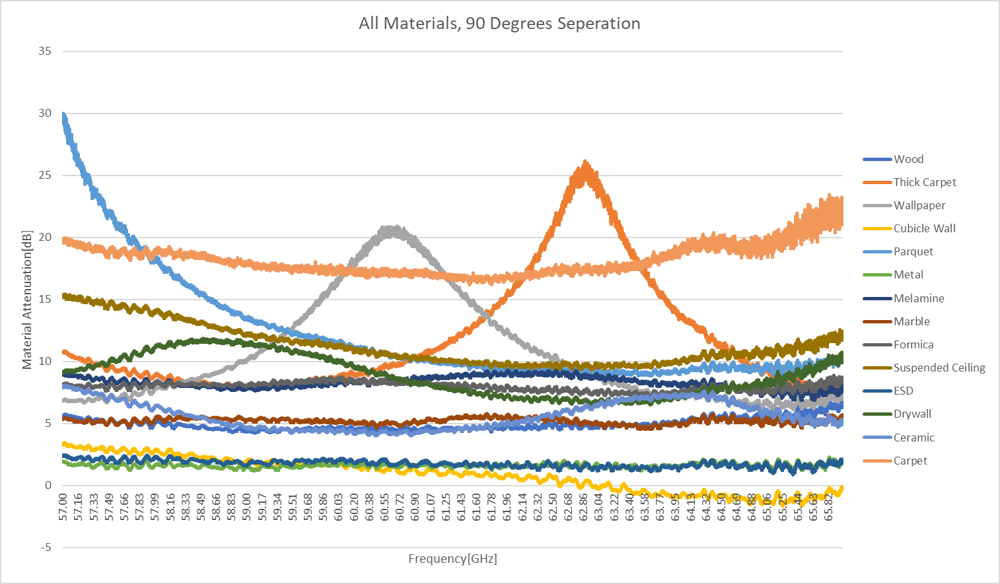 All Materials, 90 Degrees Seperation
35
30
25
20
15
10
5
0
-5
Material Attenuation[dB]
57.00 57.16 57.33 57.49 57.66 57.83 57.99 58.16 58.33 58.49 58.66 58.83 59.00 59.17 59.34 59.51 59.68 59.86 60.03 60.20 60.38 60.55 60.72 60.90 61.07 61.25 61.43 61.60 61.78 61.96 62.14 62.32 62.50 62.68 62.86 63.04 63.22 63.40 63.58 63.77 63.95 64.13 64.32 64.50 64.69 64.88 65.06 65.25 65.44 65.63 65.82
Frequency[GHz]
Wood
Thick Carpet
Wallpaper
Cubicle Wall
Parquet
Metal
Melamine
Marble
Formica
Suspended Ceiling
ESD
Drywall
Ceramic
Carpet